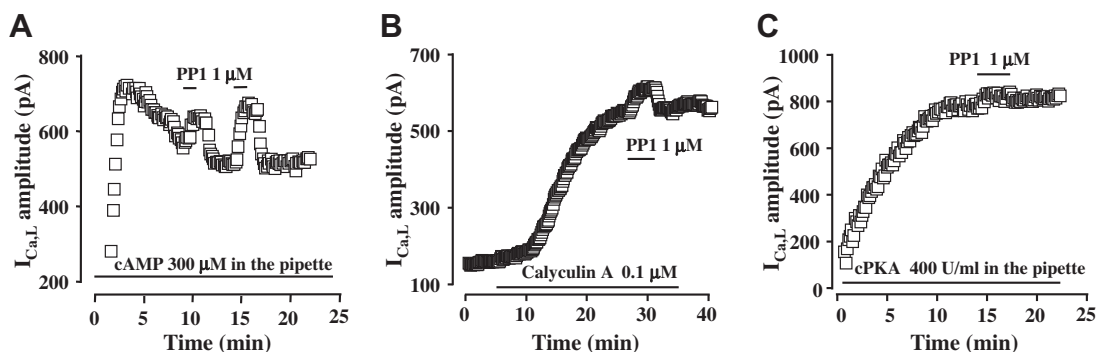 A
I_Ca,L amplitude (pA)
800
600
400
200
PP1 1 μM
cAMP 300 μM in the pipette
0 5 10 15 20 25
Time (min)
B
I_Ca,L amplitude (pA)
700
500
300
100
PP1 1 μM
Calyculin A 0.1 μM
0 10 20 30 40
Time (min)
C
I_Ca,L amplitude (pA)
1000
800
600
400
200
0
PP1 1 μM
cPKA 400 U/ml in the pipette
0 5 10 15 20 25
Time (min)